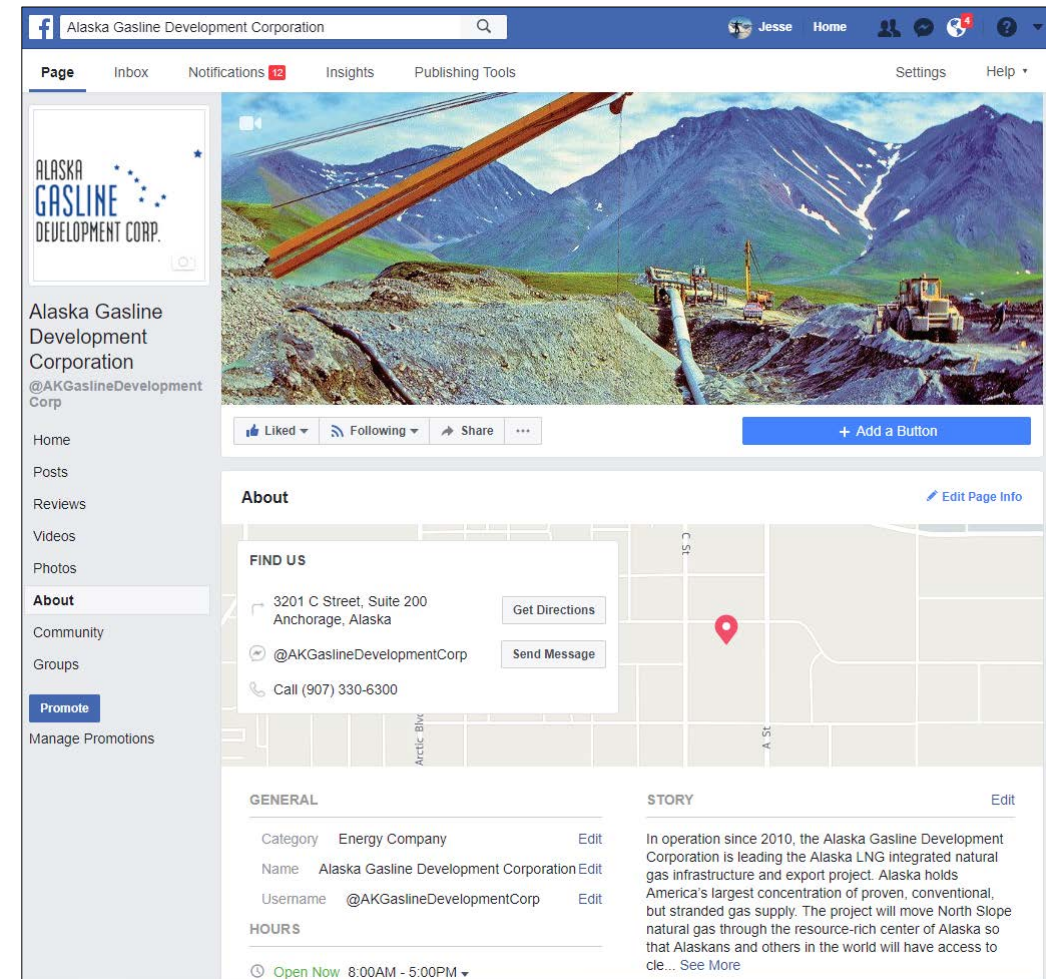 Alaska Gasline Development Corporation
Jesse Home 4
Page Inbox Notifications 12 Insights Publishing Tools Settings Help
ALASKA
GASLINE
DEVELOPMENT CORP.
Alaska Gasline
Development
Corporation
@AKGaslineDevelopment
Corp
Home
Posts
Reviews
Videos
Photos
About
Community
Groups
Promote
Manage Promotions
Liked Following Share ...
+ Add a Button
About
Edit Page Info
FIND US
3201 C Street, Suite 200
Anchorage, Alaska
Get Directions
@AKGaslineDevelopmentCorp
Send Message
Call (907) 330-6300
C St
Arctic Blvd
A St
GENERAL
Category Energy Company Edit
Name Alaska Gasline Development Corporation Edit
Username @AKGaslineDevelopmentCorp Edit
HOURS
Open Now 8:00AM - 5:00PM
STORY Edit
In operation since 2010, the Alaska Gasline Development
Corporation is leading the Alaska LNG integrated natural
gas infrastructure and export project. Alaska holds
America's largest concentration of proven, conventional,
but stranded gas supply. The project will move North Slope
natural gas through the resource-rich center of Alaska so
that Alaskans and others in the world will have access to
cle... See More